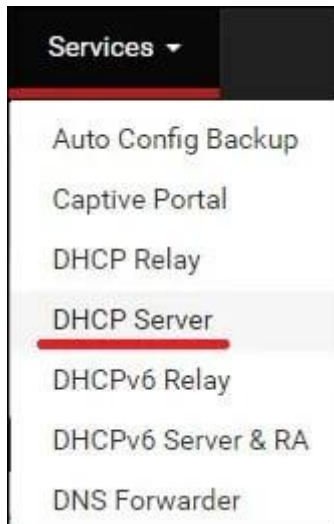 Services
Auto Config Backup
Captive Portal
DHCP Relay
DHCP Server
DHCPv6 Relay
DHCPv6 Server & RA
DNS Forwarder